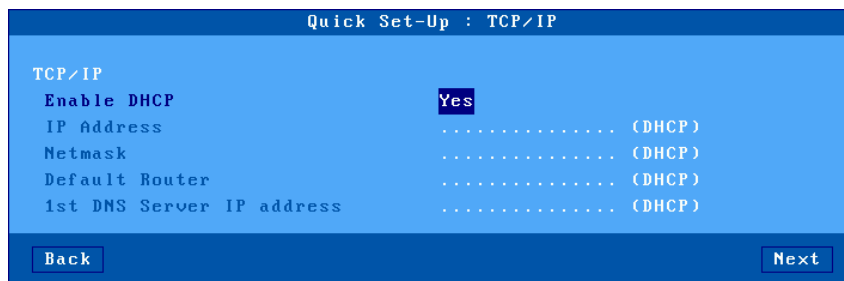 Quick Set-Up : TCP/IP
TCP/IP
Enable DHCP Yes
IP Address ............... (DHCP)
Netmask ............... (DHCP)
Default Router ............... (DHCP)
1st DNS Server IP address ............... (DHCP)
Back Next